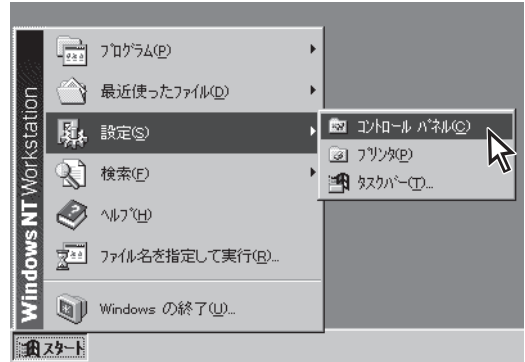 Windows NT Workstation
ﾌﾟﾛｸﾞﾗﾑ(P)
最近使ったﾌｧｲﾙ(D)
設定(S)
検索(F)
ﾍﾙﾌﾟ(H)
ﾌｧｲﾙ名を指定して実行(R)...
Windows の終了(U)...
ｺﾝﾄﾛｰﾙ ﾊﾟﾈﾙ(C)
ﾌﾟﾘﾝﾀ(P)
ﾀｽｸﾊﾞｰ(T)...
ｽﾀｰﾄ